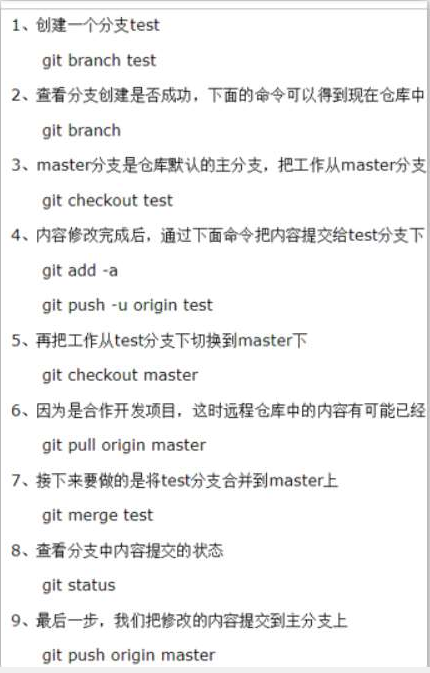 1、创建一个分支test
git branch test
2、查看分支创建是否成功，下面的命令可以得到现在仓库中
git branch
3、master分支是仓库默认的主分支，把工作从master分支
git checkout test
4、内容修改完成后，通过下面命令把内容提交给test分支下
git add -a
git push -u origin test
5、再把工作从test分支下切换到master下
git checkout master
6、因为是合作开发项目，这时远程仓库中的内容有可能已经
git pull origin master
7、接下来要做的是将test分支合并到master上
git merge test
8、查看分支中内容提交的状态
git status
9、最后一步，我们把修改的内容提交到主分支上
git push origin master